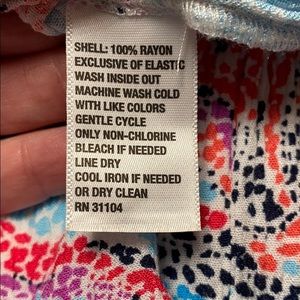 SHELL: 100% RAYON
EXCLUSIVE OF ELASTIC
WASH INSIDE OUT
MACHINE WASH COLD
WITH LIKE COLORS
GENTLE CYCLE
ONLY NON-CHLORINE
BLEACH IF NEEDED
LINE DRY
COOL IRON IF NEEDED
OR DRY CLEAN
RN 31104